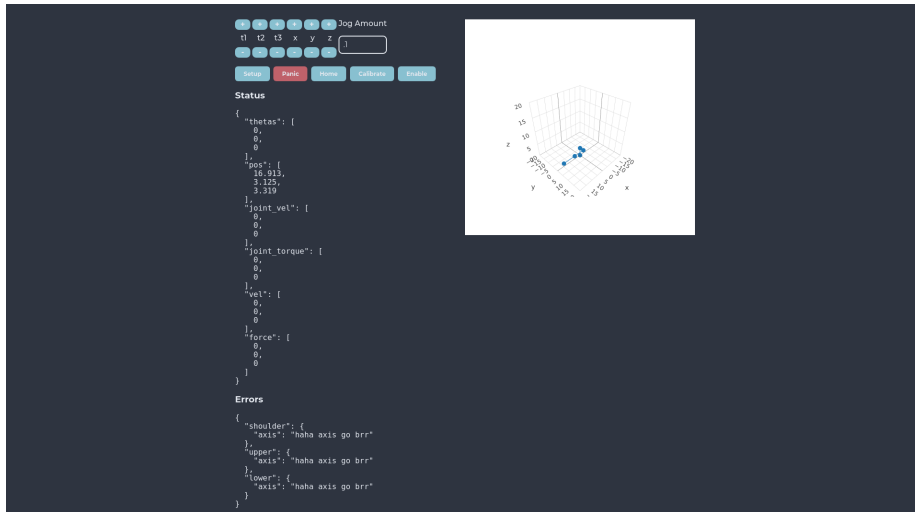 + + + + + + Jog Amount
t1 t2 t3 x y z
.1
- - - - - -
Setup Panic Home Calibrate Enable
Status
{
"thetas": [
0,
0,
0
],
"pos": [
16.913,
3.125,
3.319
],
"joint_vel": [
0,
0,
0
],
"joint_torque": [
0,
0,
0
],
"vel": [
0,
0,
0
],
"force": [
0,
0,
0
]
}
Errors
{
"shoulder": {
"axis": "haha axis go brr"
},
"upper": {
"axis": "haha axis go brr"
},
"lower": {
"axis": "haha axis go brr"
}
}
20
15
10
5
z
y
x